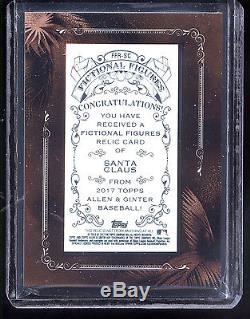 FFR-SC
FICTIONAL FIGURES
CONGRATULATIONS!
YOU HAVE
RECEIVED A
FICTIONAL FIGURES
RELIC CARD
OF
SANTA
CLAUS
FROM
2017 TOPPS
ALLEN & GINTER
BASEBALL!
Topps